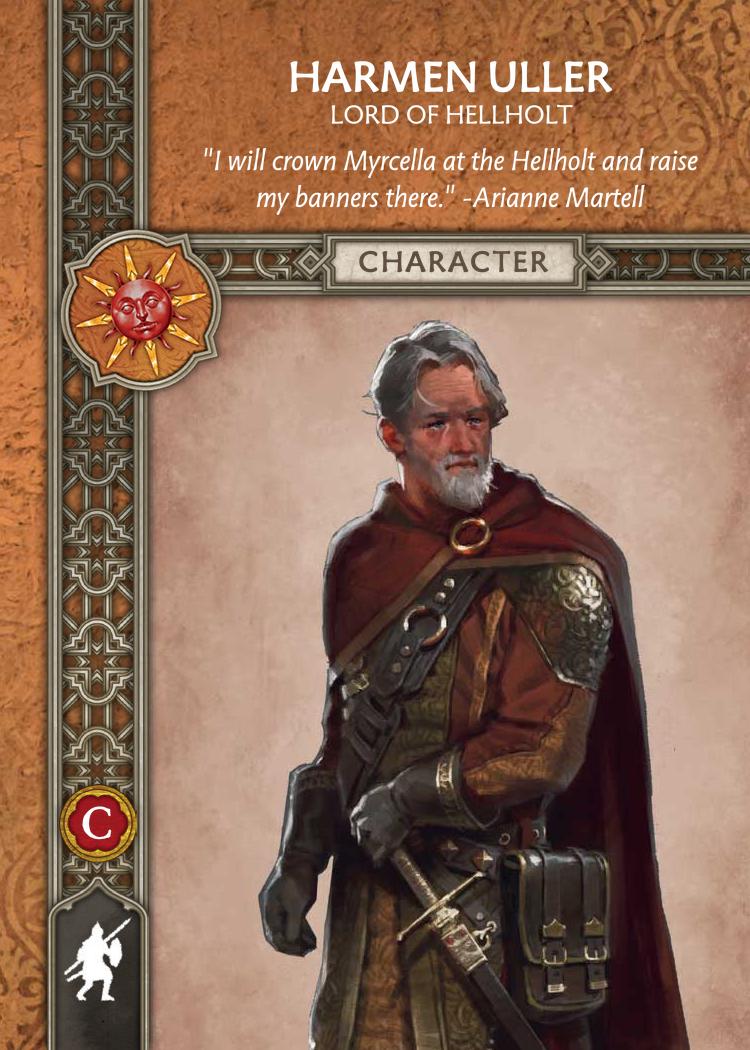 HARMEN ULLER
LORD OF HELLHOLT
"I will crown Myrcella at the Hellholt and raise
my banners there." -Arianne Martell
CHARACTER
C